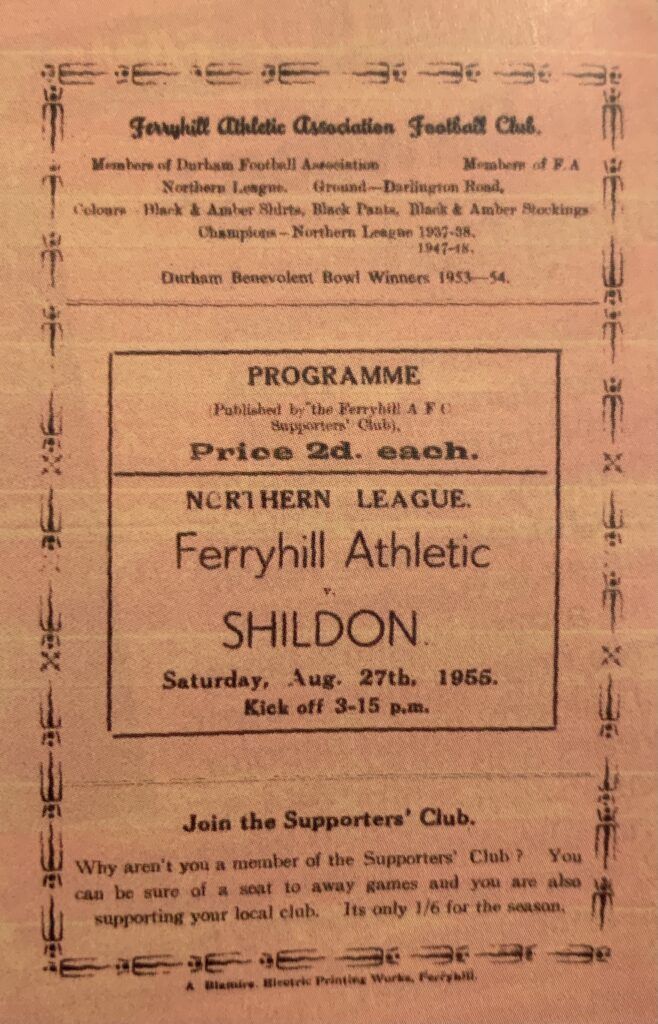 Ferryhill Athletic Association Football Club.
Members of Durham Football Association Members of F.A
Northern League. Ground—Darlington Road,
Colours - Black & Amber Shirts, Black Pants, Black & Amber Stockings
Champions - Northern League 1937-38.
1947-48.
Durham Benevolent Bowl Winners 1953—54.
PROGRAMME
(Published by the Ferryhill A F C
Supporters' Club).
Price 2d. each.
NORTHERN LEAGUE.
Ferryhill Athletic
v.
SHILDON.
Saturday, Aug. 27th, 1955.
Kick off 3-15 p.m.
Join the Supporters' Club.
Why aren't you a member of the Supporters' Club? You
can be sure of a seat to away games and you are also
supporting your local club. Its only 1/6 for the season.
A Blamire. Electric Printing Works, Ferryhill.